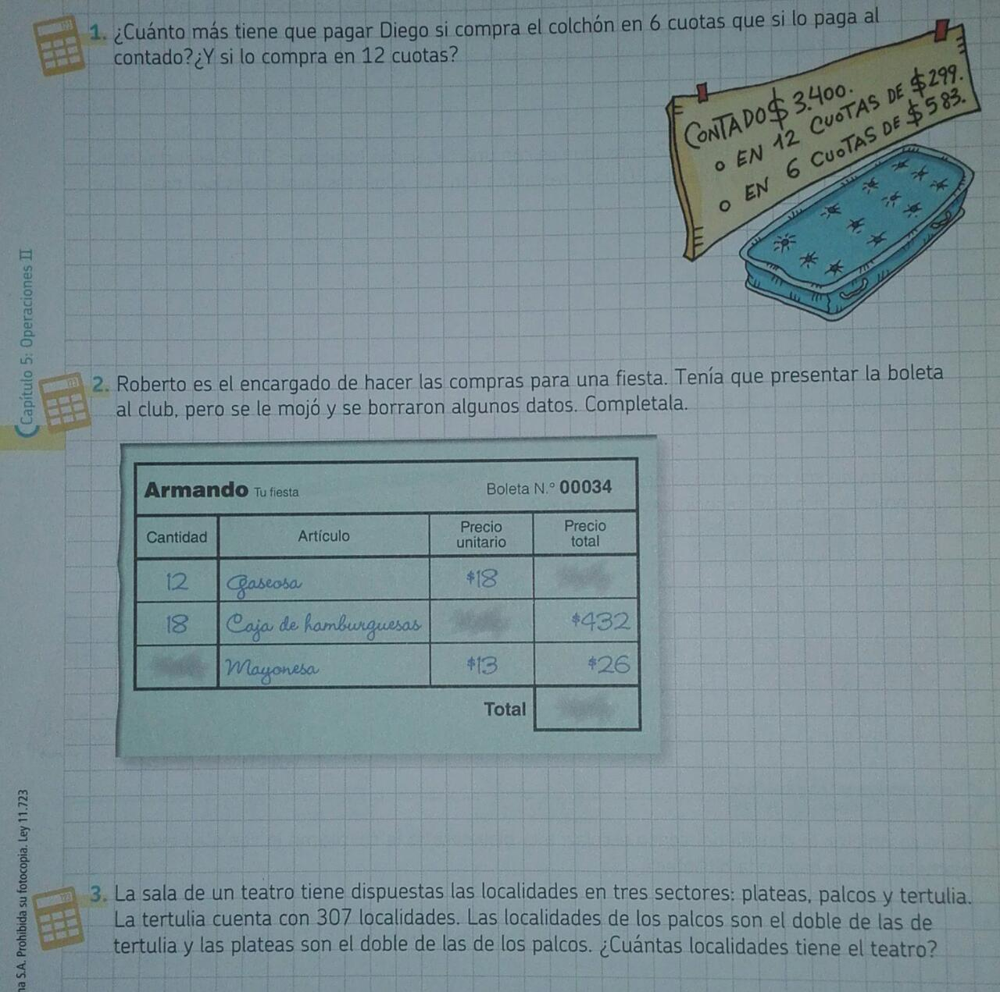 1. ¿Cuánto más tiene que pagar Diego si compra el colchón en 6 cuotas que si lo paga al
contado?¿Y si lo compra en 12 cuotas?
CONTADO $ 3.400.
o EN 12 CUOTAS DE $299.
o EN 6 CUOTAS DE $583.
Capítulo 5: Operaciones II
2. Roberto es el encargado de hacer las compras para una fiesta. Tenía que presentar la boleta
al club, pero se le mojó y se borraron algunos datos. Completala.
Armando Tu fiesta Boleta N.° 00034
Cantidad Artículo Precio unitario Precio total
12 Gaseosa $18
18 Caja de hamburguesas $432
Mayonesa $13 $26
Total
S.A. Prohibida su fotocopia. Ley 11.723
3. La sala de un teatro tiene dispuestas las localidades en tres sectores: plateas, palcos y tertulia.
La tertulia cuenta con 307 localidades. Las localidades de los palcos son el doble de las de
tertulia y las plateas son el doble de las de los palcos. ¿Cuántas localidades tiene el teatro?